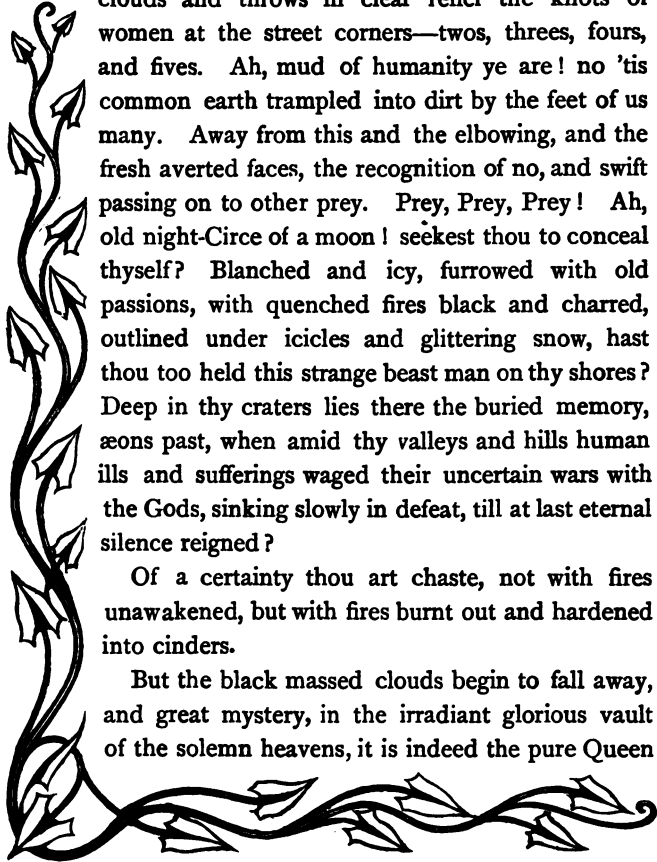 clouds and throws in clear relief the knots of
women at the street corners—twos, threes, fours,
and fives. Ah, mud of humanity ye are! no 'tis
common earth trampled into dirt by the feet of us
many. Away from this and the elbowing, and the
fresh averted faces, the recognition of no, and swift
passing on to other prey. Prey, Prey, Prey! Ah,
old night-Circe of a moon! seekest thou to conceal
thyself? Blanched and icy, furrowed with old
passions, with quenched fires black and charred,
outlined under icicles and glittering snow, hast
thou too held this strange beast man on thy shores?
Deep in thy craters lies there the buried memory,
æons past, when amid thy valleys and hills human
ills and sufferings waged their uncertain wars with
the Gods, sinking slowly in defeat, till at last eternal
silence reigned?
Of a certainty thou art chaste, not with fires
unawakened, but with fires burnt out and hardened
into cinders.
But the black massed clouds begin to fall away,
and great mystery, in the irradiant glorious vault
of the solemn heavens, it is indeed the pure Queen